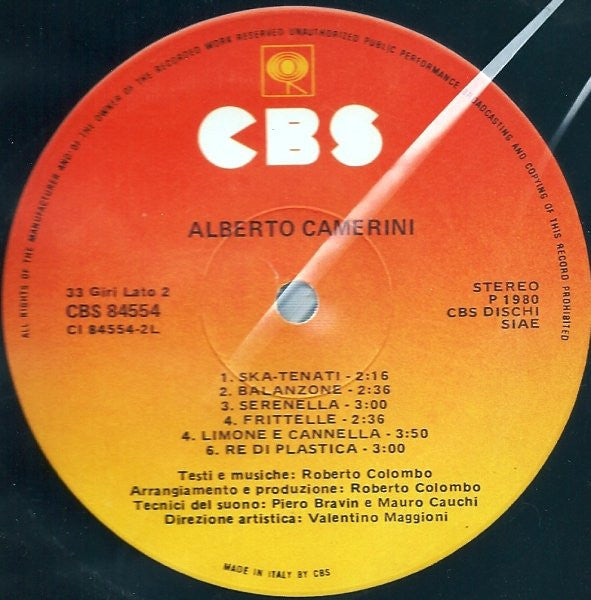 ALL RIGHTS OF THE MANUFACTURER AND OF THE OWNER OF THE RECORDED WORK RESERVED UNAUTHORIZED PUBLIC PERFORMANCE BROADCASTING AND COPYING OF THIS RECORD PROHIBITED
CBS
ALBERTO CAMERINI
33 Giri Lato 2
CBS 84554
CI 84554-2L
STEREO
P 1980
CBS DISCHI
SIAE
1. SKA-TENATI - 2:16
2. BALANZONE - 2:36
3. SERENELLA - 3:00
4. FRITTELLE - 2:36
4. LIMONE E CANNELLA - 3:50
6. RE DI PLASTICA - 3:00
Testi e musiche: Roberto Colombo
Arrangiamento e produzione: Roberto Colombo
Tecnici del suono: Piero Bravin e Mauro Cauchi
Direzione artistica: Valentino Maggioni
MADE IN ITALY BY CBS